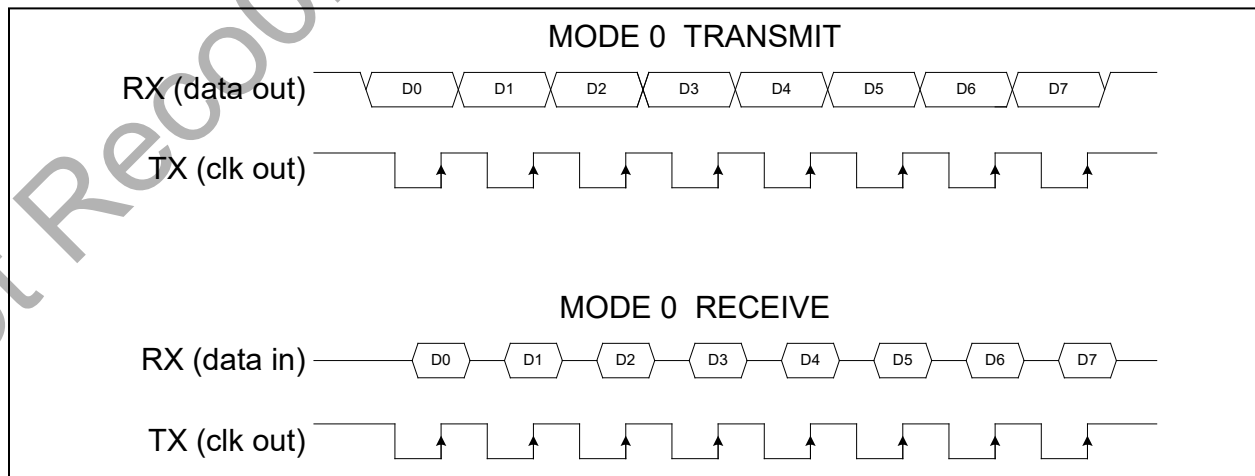 MODE 0 TRANSMIT
RX (data out) D0 D1 D2 D3 D4 D5 D6 D7
TX (clk out)
MODE 0 RECEIVE
RX (data in) D0 D1 D2 D3 D4 D5 D6 D7
TX (clk out)